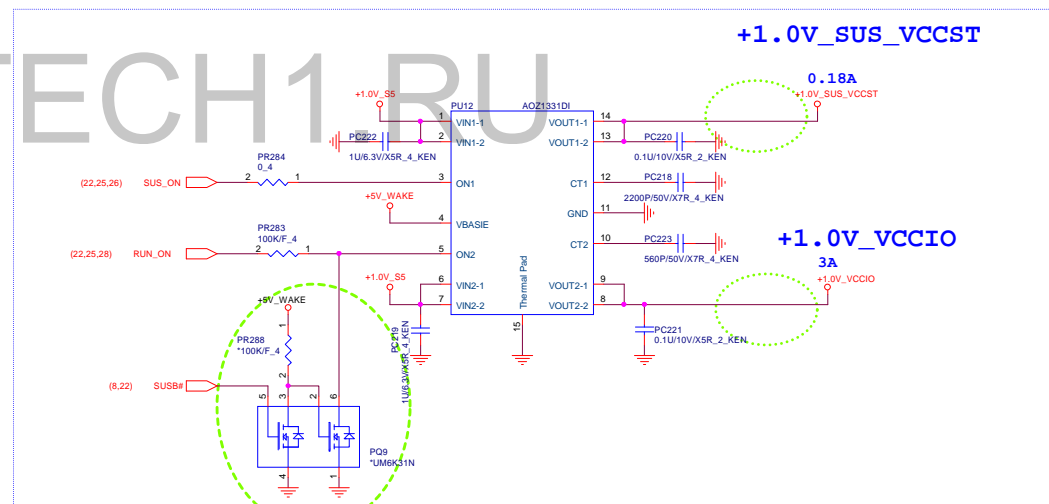 TECH1.RU
+1.0V_SUS_VCCST
0.18A
+1.0V_S5
+1.0V_SUS_VCCST
PU12
AOZ1331DI
1
VIN1-1
VOUT1-1
14
2
VIN1-2
VOUT1-2
13
PC222
1U/6.3V/X5R_4_KEN
PC220
0.1U/10V/X5R_2_KEN
PR284
0_4
(22,25,26)
SUS_ON
2
1
3
ON1
CT1
12
PC218
2200P/50V/X7R_4_KEN
+5V_WAKE
4
VBASIE
GND
11
PR283
100K/F_4
(22,25,28)
RUN_ON
2
1
5
ON2
CT2
10
PC223
560P/50V/X7R_4_KEN
+1.0V_VCCIO
3A
+1.0V_VCCIO
+1.0V_S5
6
VIN2-1
VOUT2-1
9
7
VIN2-2
VOUT2-2
8
Thermal Pad
15
PC219
1U/6.3V/X5R_4_KEN
PC221
0.1U/10V/X5R_2_KEN
+5V_WAKE
1
PR288
*100K/F_4
2
(8,22)
SUSB#
5
3
2
6
4
1
PQ9
*UM6K31N